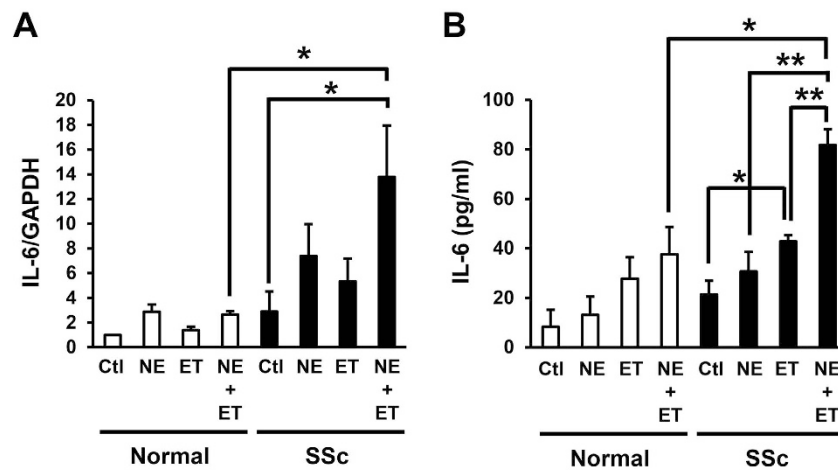 A
*
*
IL-6/GAPDH
20
18
16
14
12
10
8
6
4
2
0
Ctl NE ET NE + ET Ctl NE ET NE + ET
Normal SSc
B
*
**
**
*
IL-6 (pg/ml)
100
80
60
40
20
0
Ctl NE ET NE + ET Ctl NE ET NE + ET
Normal SSc